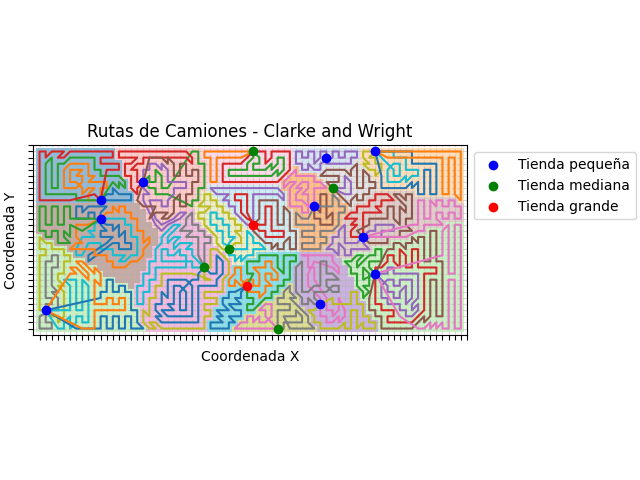 Rutas de Camiones - Clarke and Wright
Tienda pequeña
Tienda mediana
Tienda grande
Coordenada Y
Coordenada X